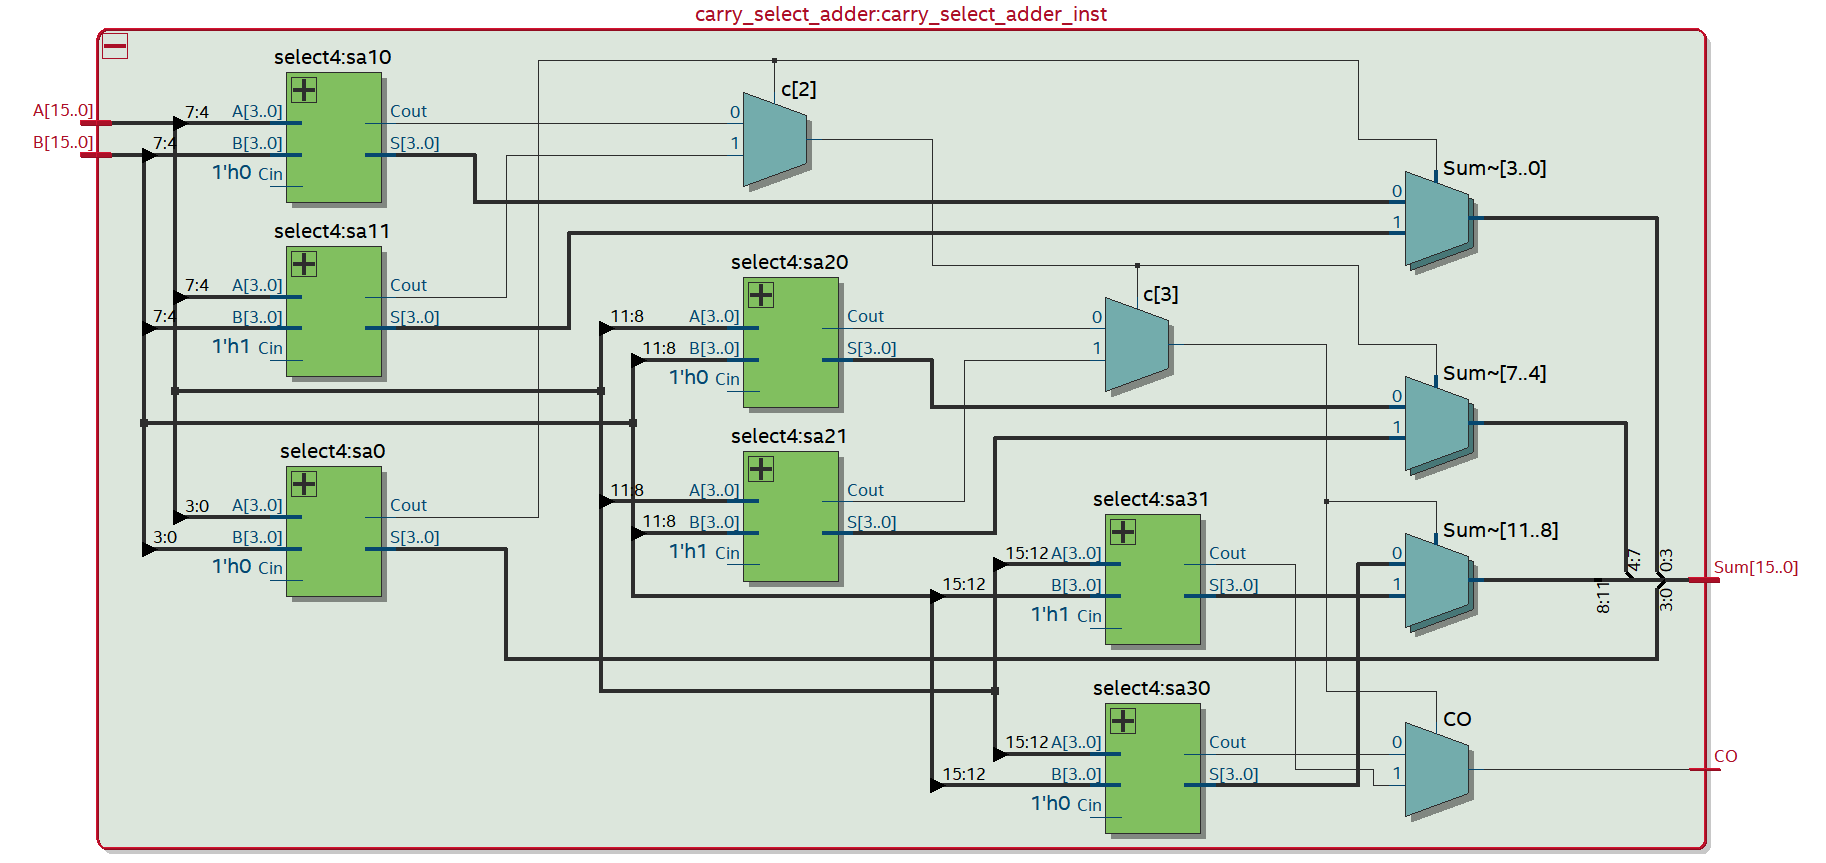 carry_select_adder:carry_select_adder_inst
select4:sa10
A[15..0]
7:4
A[3..0]
Cout
B[15..0]
7:4
B[3..0]
S[3..0]
1'h0
Cin
c[2]
0
1
Sum~[3..0]
0
1
select4:sa11
7:4
A[3..0]
Cout
7:4
B[3..0]
S[3..0]
1'h1
Cin
select4:sa20
11:8
A[3..0]
Cout
11:8
B[3..0]
S[3..0]
1'h0
Cin
c[3]
0
1
Sum~[7..4]
0
1
select4:sa0
3:0
A[3..0]
Cout
3:0
B[3..0]
S[3..0]
1'h0
Cin
select4:sa21
11:8
A[3..0]
Cout
11:8
B[3..0]
S[3..0]
1'h1
Cin
select4:sa31
15:12
A[3..0]
Cout
15:12
B[3..0]
S[3..0]
1'h1
Cin
Sum~[11..8]
0
1
8:11
4:7
0:3
3:0
Sum[15..0]
select4:sa30
15:12
A[3..0]
Cout
15:12
B[3..0]
S[3..0]
1'h0
Cin
CO
0
1
CO